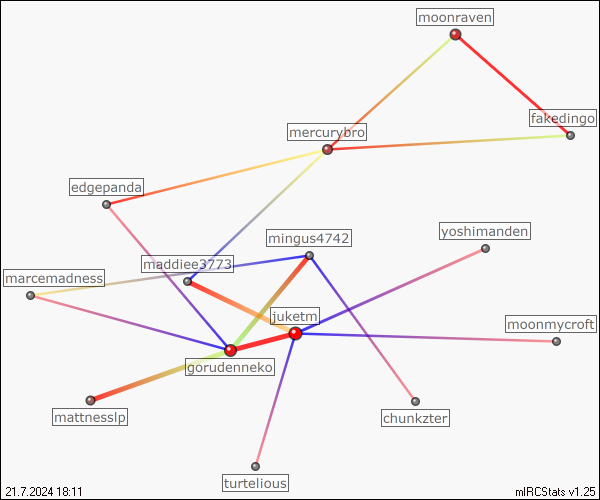 moonraven
fakedingo
mercurybro
edgepanda
yoshimanden
mingus4742
maddiee3773
marcemadness
juketm
moonmycroft
gorudenneko
mattnesslp
chunkzter
turtelious
21.7.2024 18:11
mIRCStats v1.25